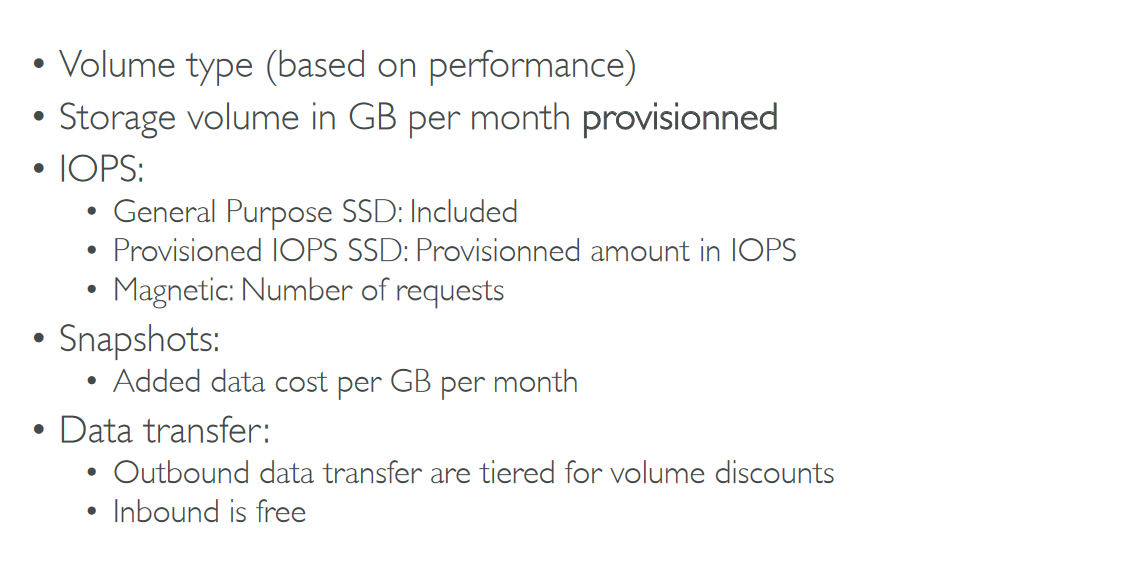 • Volume type (based on performance)
• Storage volume in GB per month provisionned
• IOPS:
• General Purpose SSD: Included
• Provisioned IOPS SSD: Provisionned amount in IOPS
• Magnetic: Number of requests
• Snapshots:
• Added data cost per GB per month
• Data transfer:
• Outbound data transfer are tiered for volume discounts
• Inbound is free